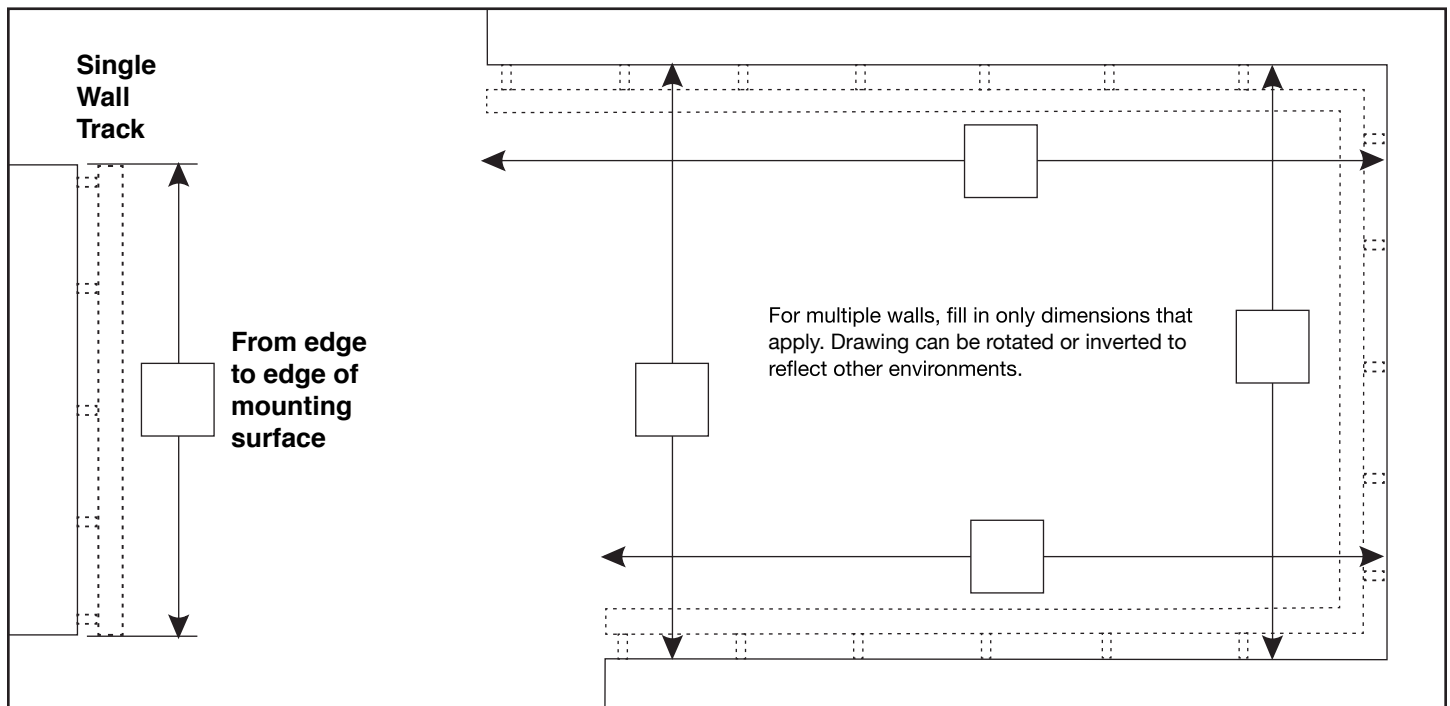 Single
Wall
Track
From edge
to edge of
mounting
surface
For multiple walls, fill in only dimensions that
apply. Drawing can be rotated or inverted to
reflect other environments.